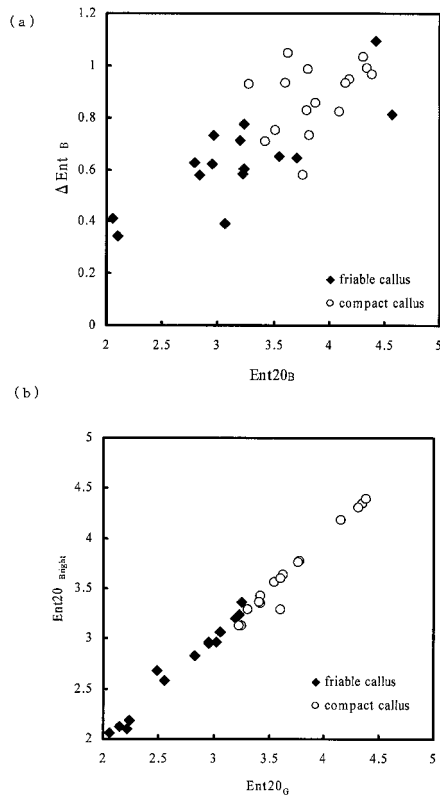 (a)
Δ Ent B
1.2
1
0.8
0.6
0.4
0.2
0
◆ friable callus
○ compact callus
2 2.5 3 3.5 4 4.5 5
Ent20B
(b)
Ent20 Bright
5
4.5
4
3.5
3
2.5
2
◆ friable callus
○ compact callus
2 2.5 3 3.5 4 4.5 5
Ent20G